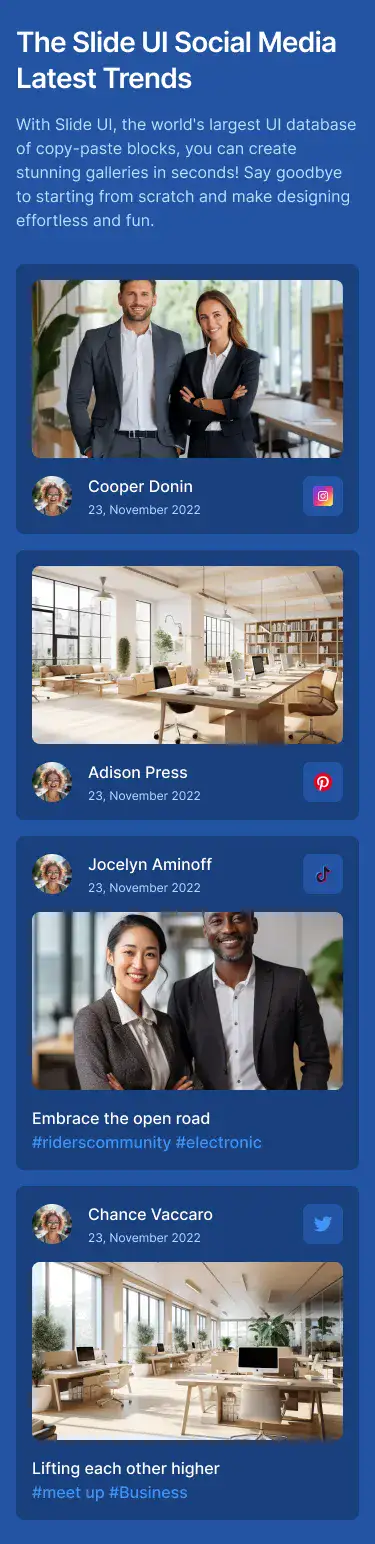 The Slide UI Social Media
Latest Trends
With Slide UI, the world's largest UI database
of copy-paste blocks, you can create
stunning galleries in seconds! Say goodbye
to starting from scratch and make designing
effortless and fun.
Cooper Donin
23, November 2022
Adison Press
23, November 2022
Jocelyn Aminoff
23, November 2022
Embrace the open road
#riderscommunity #electronic
Chance Vaccaro
23, November 2022
Lifting each other higher
#meet up #Business